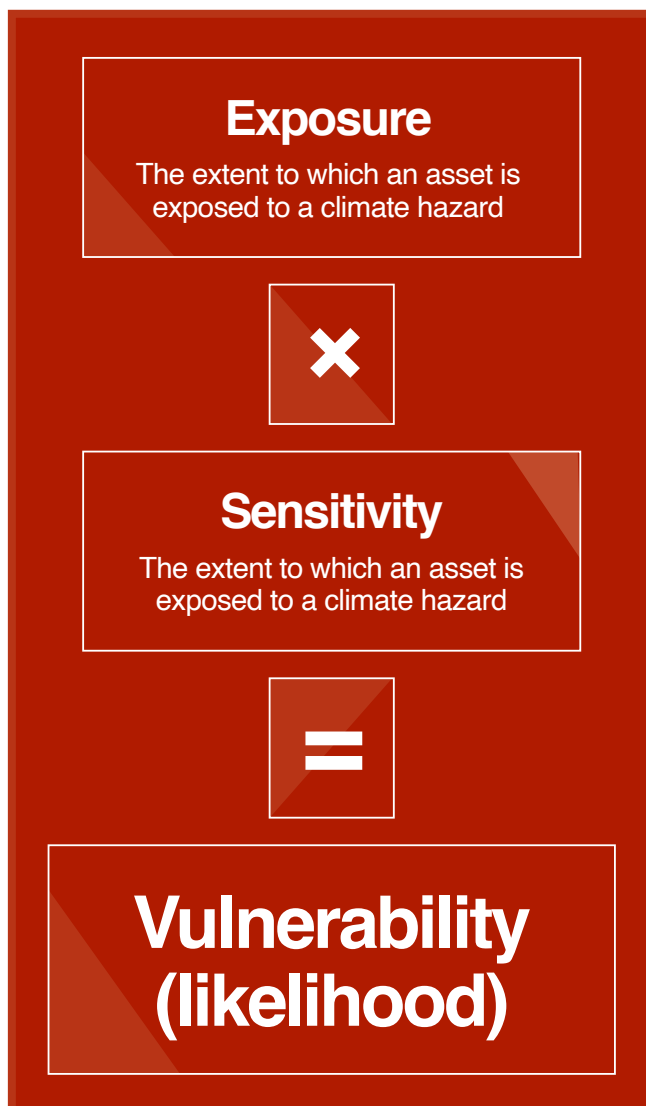 Exposure
The extent to which an asset is
exposed to a climate hazard
×
Sensitivity
The extent to which an asset is
exposed to a climate hazard
=
Vulnerability
(likelihood)